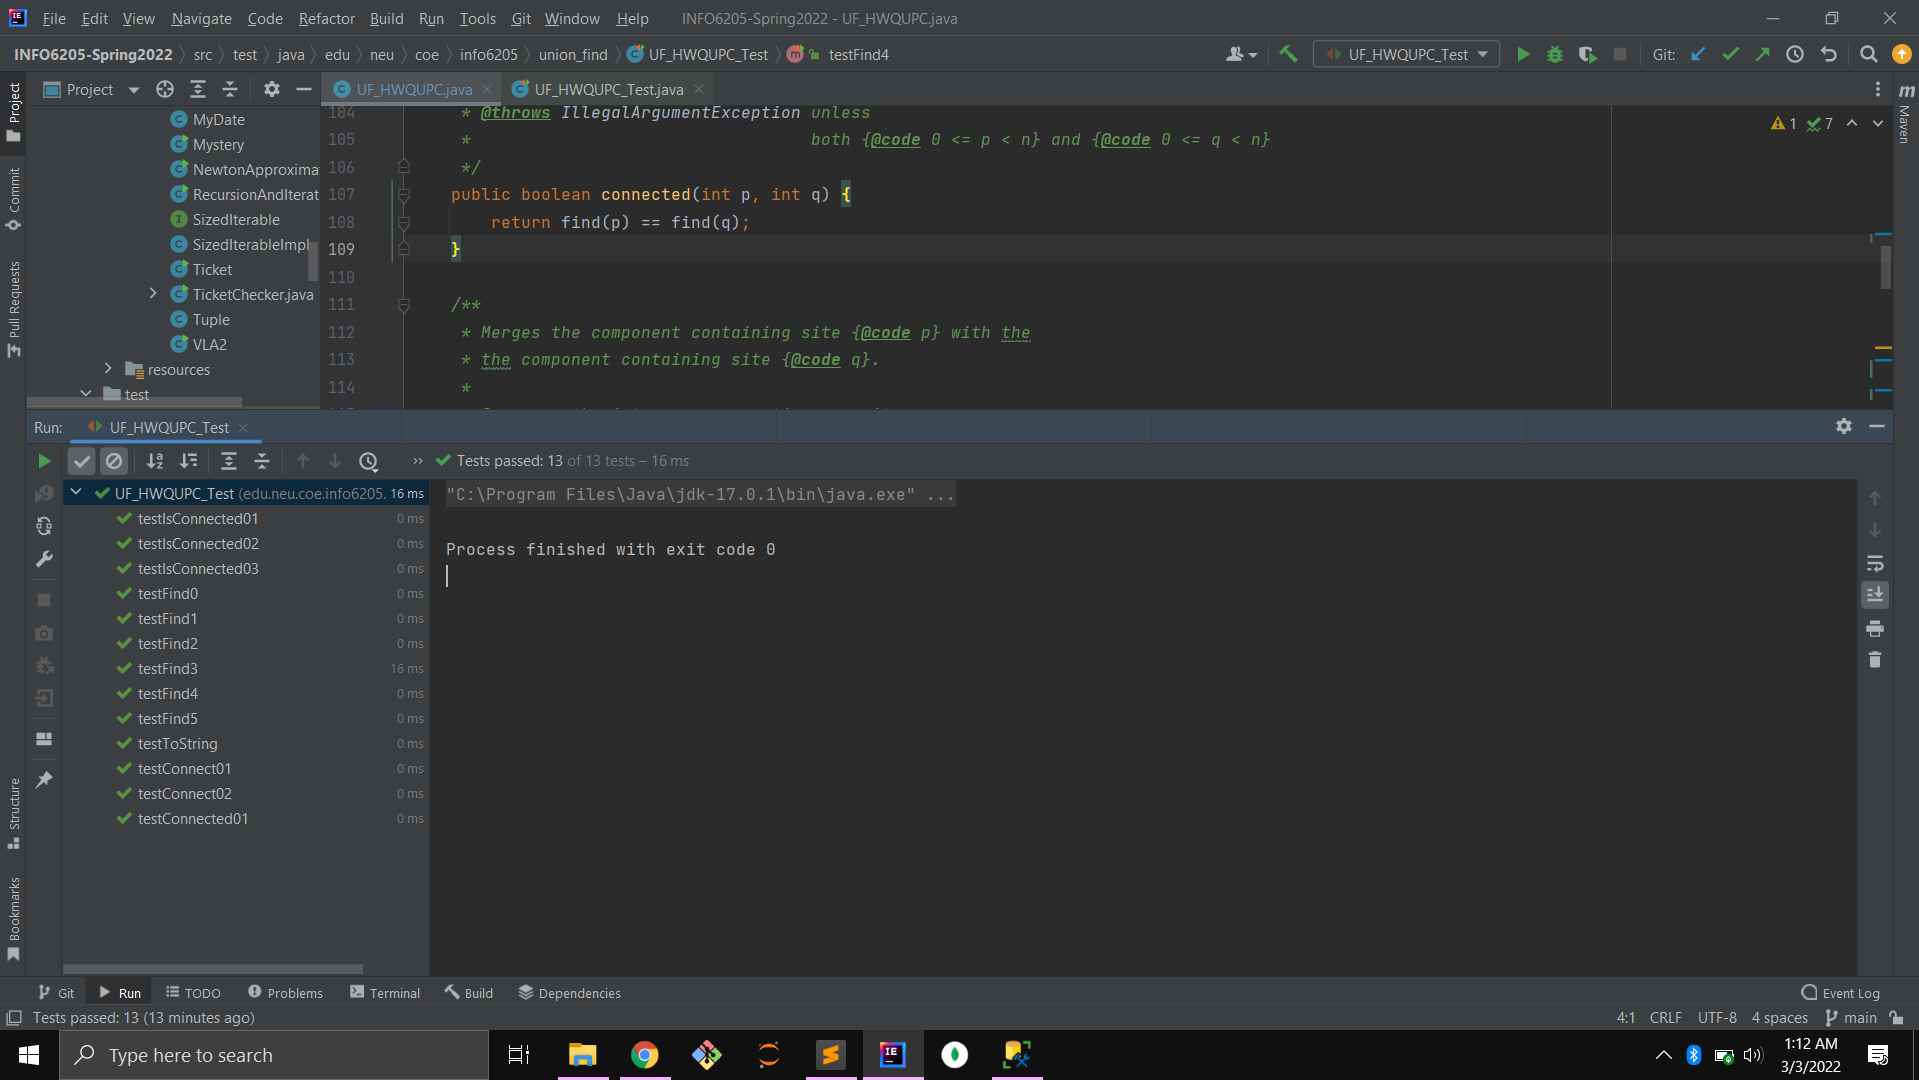 File Edit View Navigate Code Refactor Build Run Tools Git Window Help INFO6205-Spring2022 - UF_HWQUPC.java
INFO6205-Spring2022 src test java edu neu coe info6205 union_find UF_HWQUPC_Test testFind4 UF_HWQUPC_Test Git:
Project UF_HWQUPC.java UF_HWQUPC_Test.java
Project
Commit
Pull Requests
Structure
Bookmarks
Maven
MyDate
Mystery
NewtonApproxima
RecursionAndIterat
SizedIterable
SizedIterableImpl
Ticket
TicketChecker.java
Tuple
VLA2
resources
test
104 * @throws IllegalArgumentException unless
105 * both {@code 0 <= p < n} and {@code 0 <= q < n}
106 */
107 public boolean connected(int p, int q) {
108 return find(p) == find(q);
109 }
110
111 /**
112 * Merges the component containing site {@code p} with the
113 * the component containing site {@code q}.
114 *
1 7
Run: UF_HWQUPC_Test
Tests passed: 13 of 13 tests – 16 ms
UF_HWQUPC_Test (edu.neu.coe.info6205. 16 ms
testIsConnected01 0 ms
testIsConnected02 0 ms
testIsConnected03 0 ms
testFind0 0 ms
testFind1 0 ms
testFind2 0 ms
testFind3 16 ms
testFind4 0 ms
testFind5 0 ms
testToString 0 ms
testConnect01 0 ms
testConnect02 0 ms
testConnected01 0 ms
"C:\Program Files\Java\jdk-17.0.1\bin\java.exe" ...
Process finished with exit code 0
Git Run TODO Problems Terminal Build Dependencies Event Log
Tests passed: 13 (13 minutes ago) 4:1 CRLF UTF-8 4 spaces main
Type here to search
1:12 AM
3/3/2022